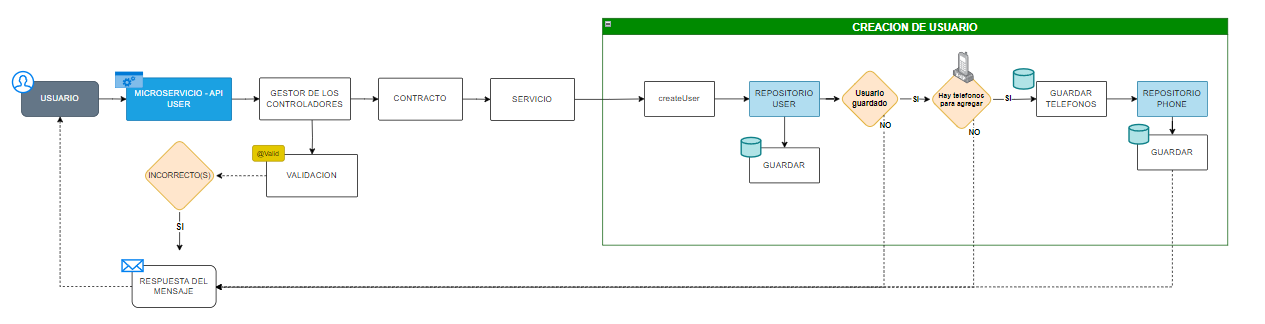 CREACION DE USUARIO
USUARIO
MICROSERVICIO - API
USER
GESTOR DE LOS
CONTROLADORES
CONTRACTO
SERVICIO
createUser
REPOSITORIO
USER
Usuario
guardado
SI
Hay telefonos
para agregar
SI
GUARDAR
TELEFONOS
REPOSITORIO
PHONE
NO
NO
GUARDAR
GUARDAR
@Valid
VALIDACION
INCORRECTO(S)
SI
RESPUESTA DEL
MENSAJE